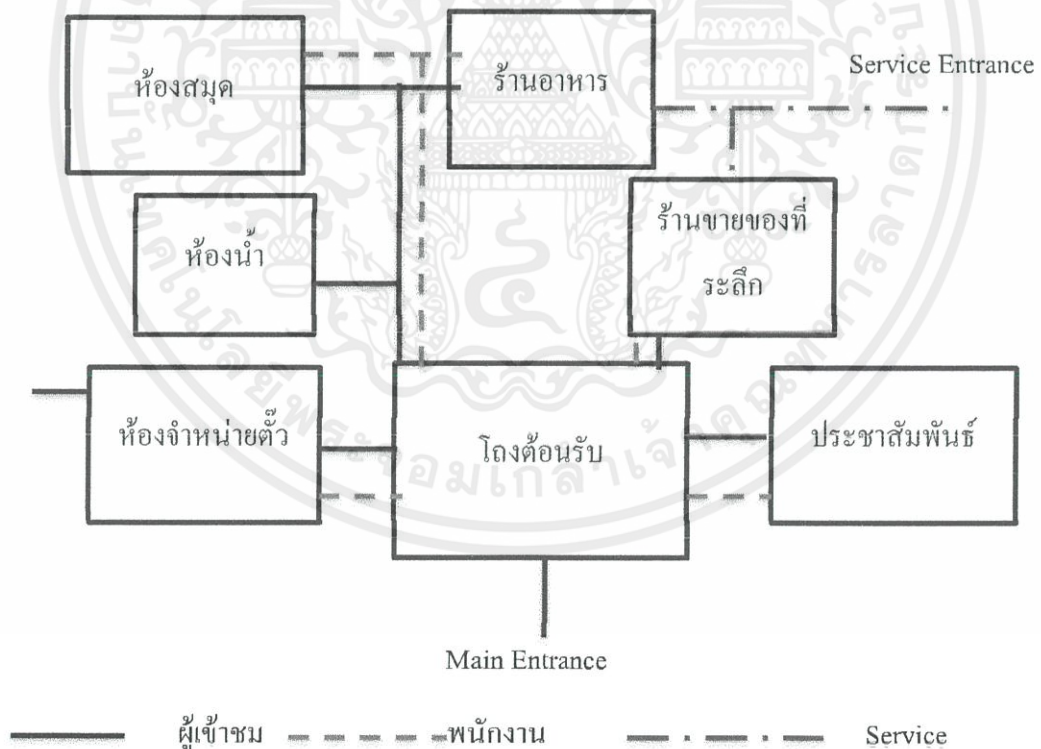 ห้องสมุด
ร้านอาหาร
Service Entrance
ห้องน้ำ
ร้านขายของที่
ระลึก
ห้องจำหน่ายตั๋ว
โถงต้อนรับ
ประชาสัมพันธ์
Main Entrance
ผู้เข้าชม
พนักงาน
Service